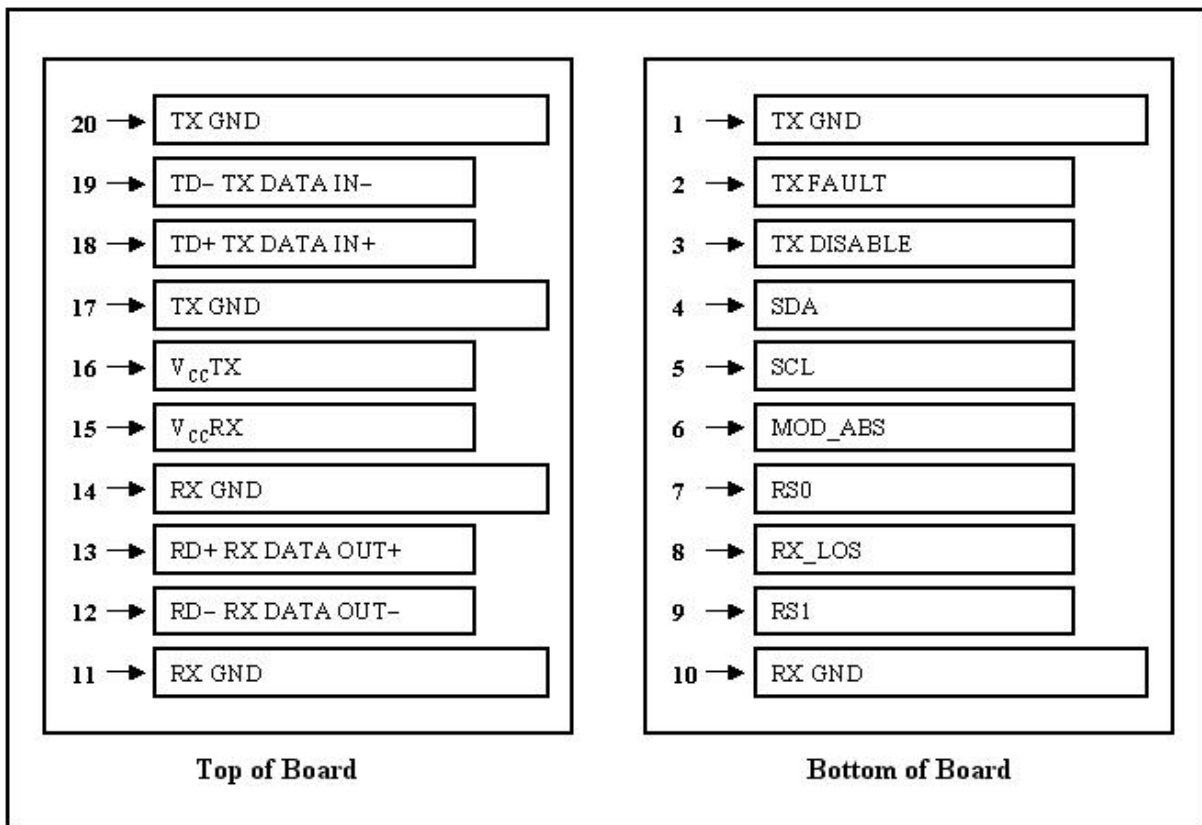 20 TX GND
19 TD− TX DATA IN−
18 TD+ TX DATA IN+
17 TX GND
16 VCCTX
15 VCCRX
14 RX GND
13 RD+ RX DATA OUT+
12 RD− RX DATA OUT−
11 RX GND
Top of Board
1 TX GND
2 TX FAULT
3 TX DISABLE
4 SDA
5 SCL
6 MOD_ABS
7 RS0
8 RX_LOS
9 RS1
10 RX GND
Bottom of Board